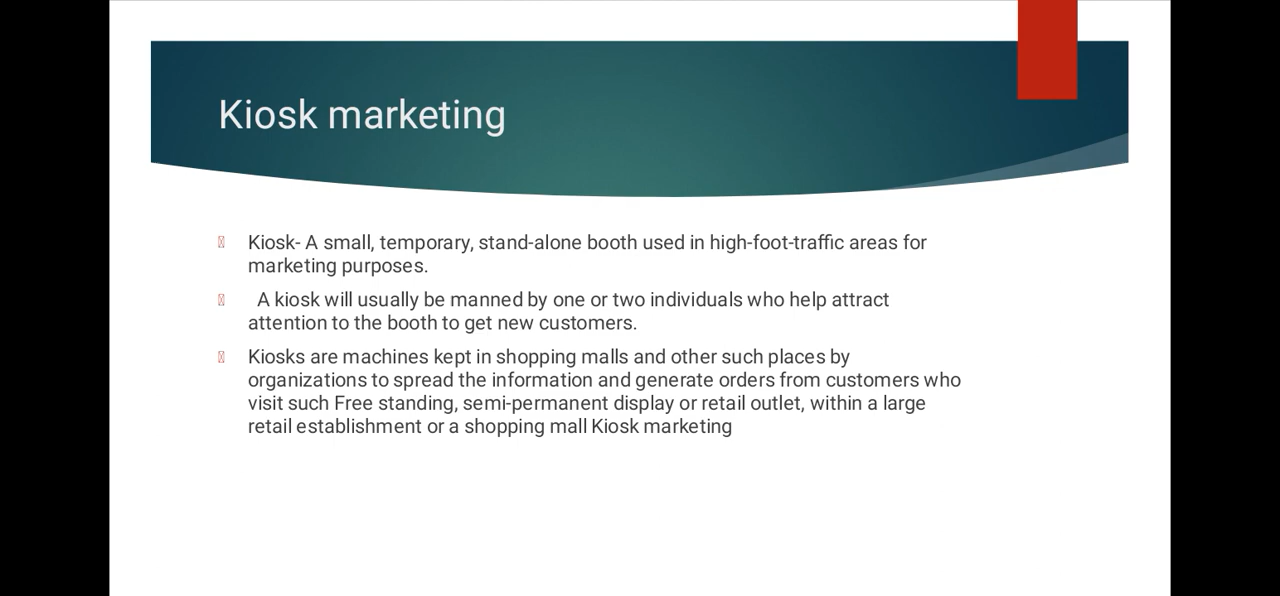 Kiosk marketing
Kiosk- A small, temporary, stand-alone booth used in high-foot-traffic areas for
marketing purposes.
A kiosk will usually be manned by one or two individuals who help attract
attention to the booth to get new customers.
Kiosks are machines kept in shopping malls and other such places by
organizations to spread the information and generate orders from customers who
visit such Free standing, semi-permanent display or retail outlet, within a large
retail establishment or a shopping mall Kiosk marketing